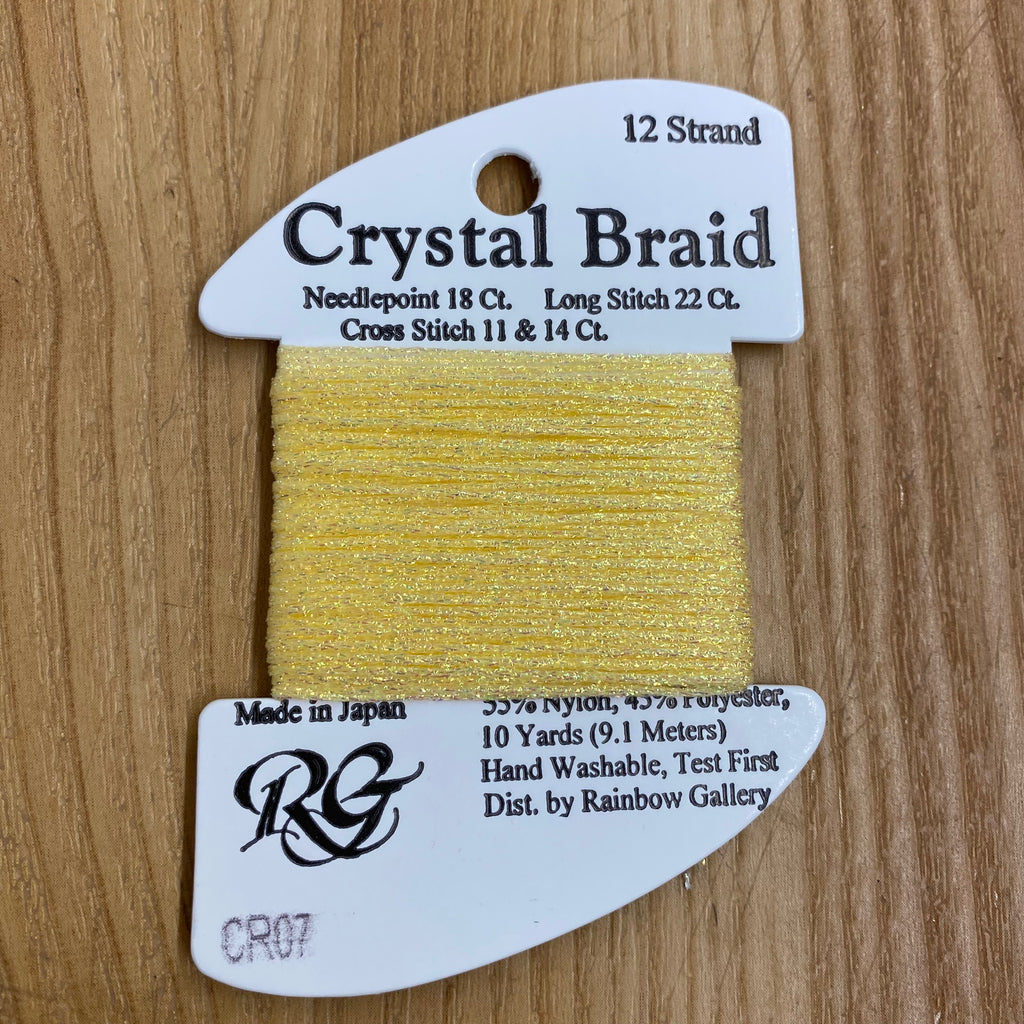 12 Strand
Crystal Braid
Needlepoint 18 Ct. Long Stitch 22 Ct.
Cross Stitch 11 & 14 Ct.
Made in Japan
55% Nylon, 45% Polyester,
10 Yards (9.1 Meters)
Hand Washable, Test First
Dist. by Rainbow Gallery
RG
CR07